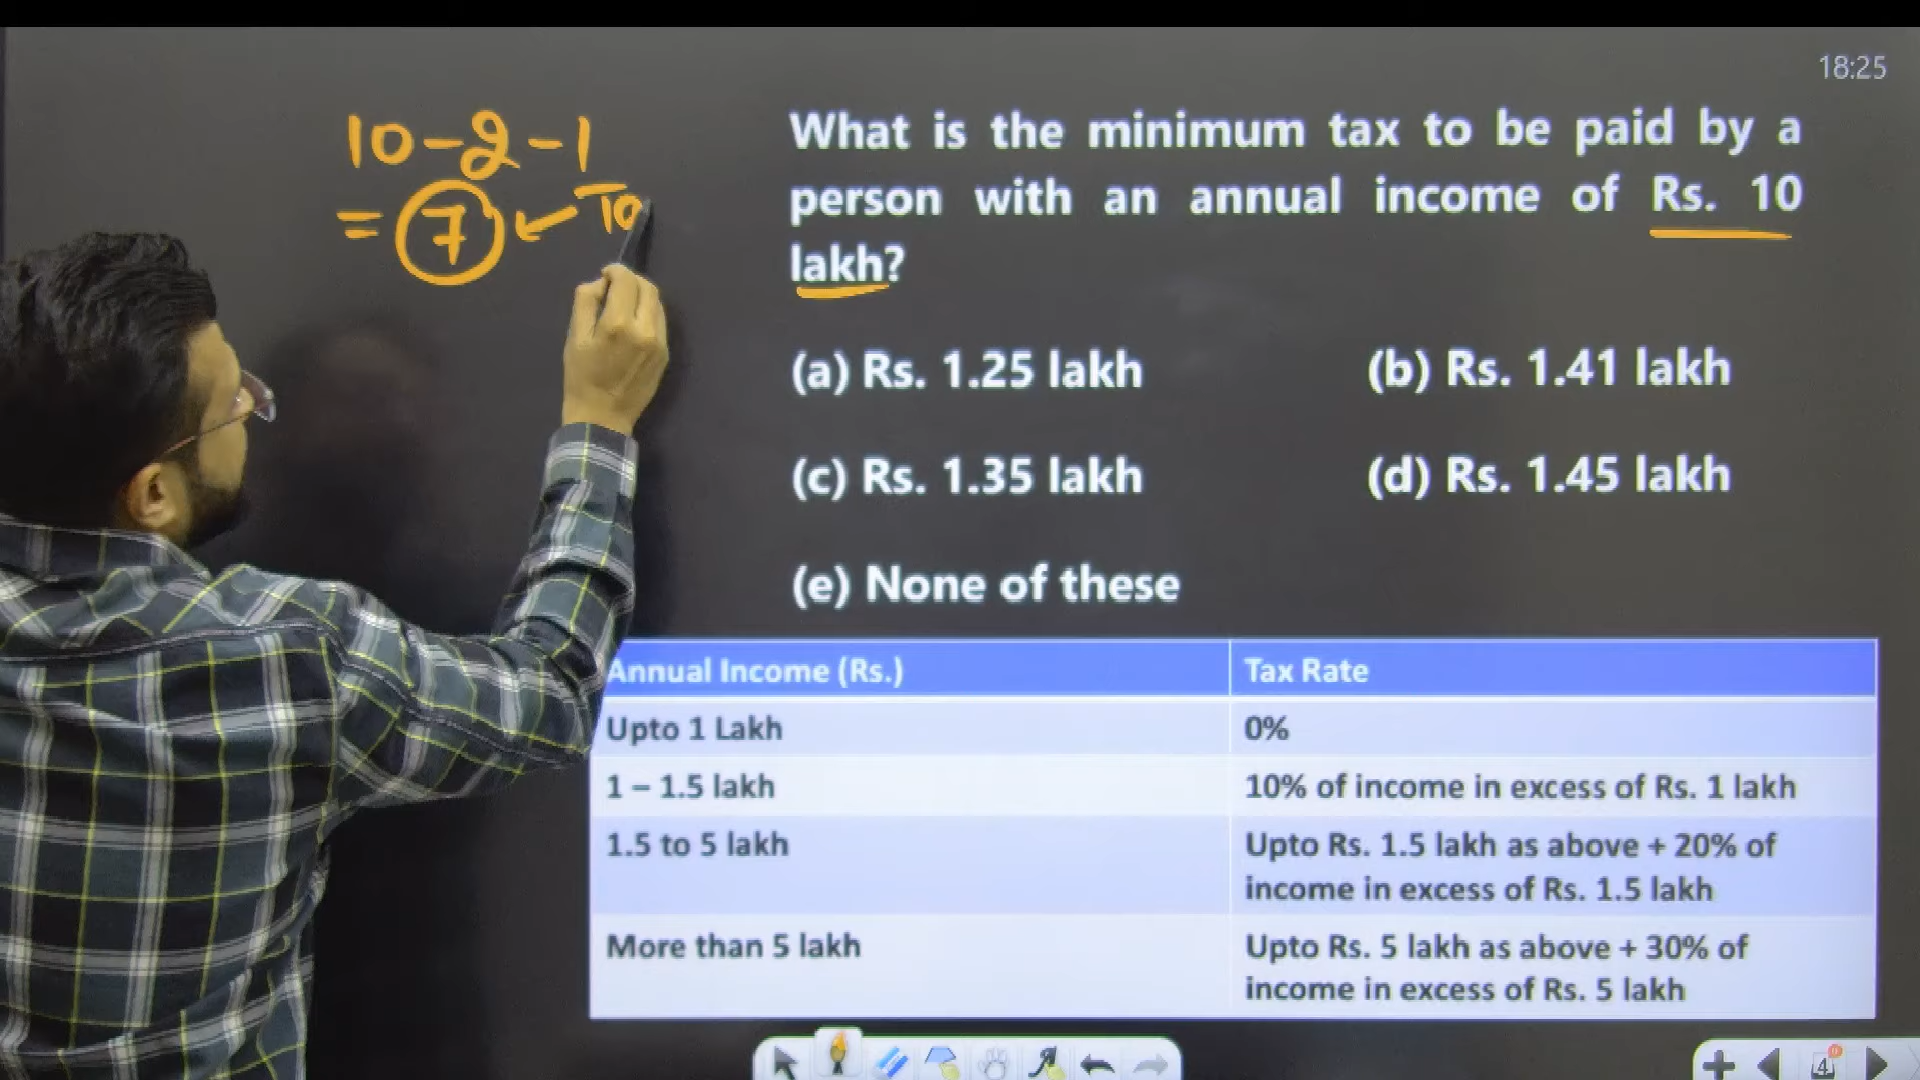 18:25
10-2-1
= 7 ← 10
What is the minimum tax to be paid by a
person with an annual income of Rs. 10
lakh?
(a) Rs. 1.25 lakh (b) Rs. 1.41 lakh
(c) Rs. 1.35 lakh (d) Rs. 1.45 lakh
(e) None of these
Annual Income (Rs.) Tax Rate
Upto 1 Lakh 0%
1 – 1.5 lakh 10% of income in excess of Rs. 1 lakh
1.5 to 5 lakh Upto Rs. 1.5 lakh as above + 20% of
income in excess of Rs. 1.5 lakh
More than 5 lakh Upto Rs. 5 lakh as above + 30% of
income in excess of Rs. 5 lakh
4